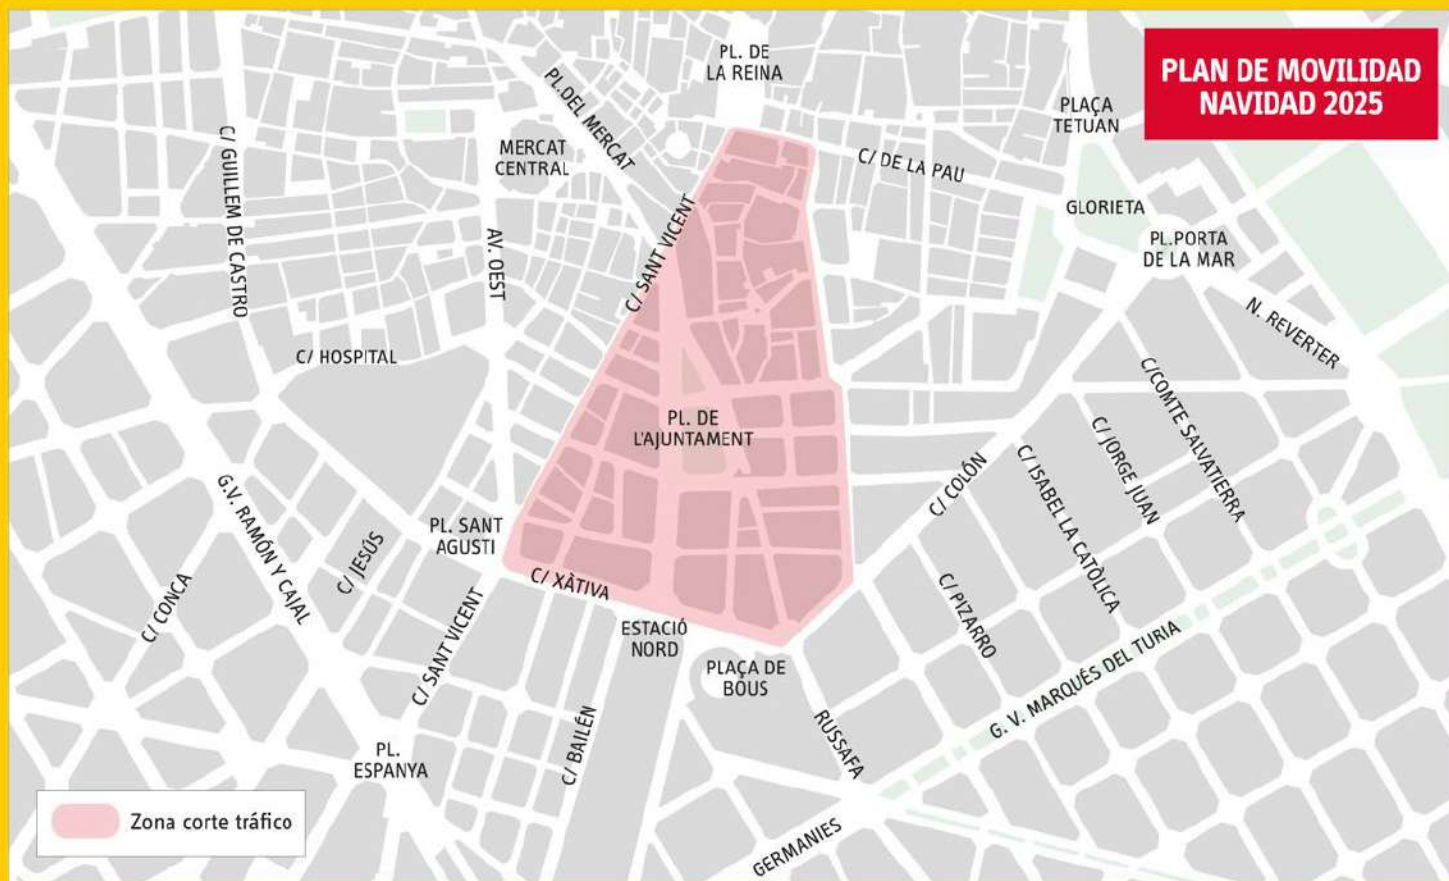 PLAN DE MOVILIDAD
NAVIDAD 2025
PL. DE
LA REINA
PL.DEL MERCAT
PLAÇA
TETUAN
C/ GUILLEM DE CASTRO
MERCAT
CENTRAL
C/ DE LA PAU
GLORIETA
C/ SANT VICENT
AV. OEST
PL.PORTA
DE LA MAR
N. REVERTER
C/ HOSPITAL
C/COMTE SALVATIERRA
PL. DE
L'AJUNTAMENT
C/ JORGE JUAN
C/ ISABEL LA CATÒLICA
C/ COLÓN
G.V. RAMÓN Y CAJAL
PL. SANT
AGUSTI
C/ JESÚS
C/ XÀTIVA
C/ CONCA
C/ PIZARRO
C/ SANT VICENT
ESTACIÓ
NORD
PLAÇA DE
BOUS
G. V. MARQUÉS DEL TURIA
RUSSAFA
C/ BAILÉN
PL.
ESPANYA
Zona corte tráfico
GERMANIES